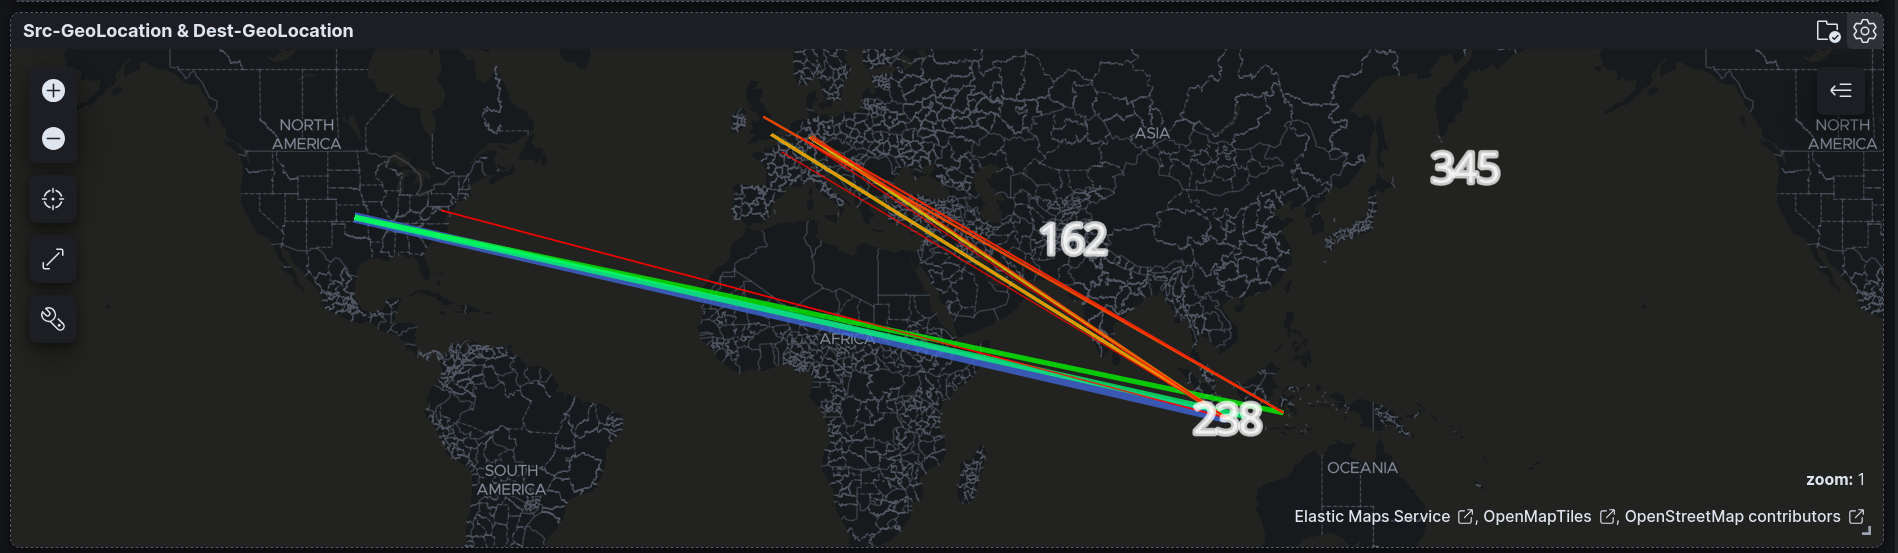 Src-GeoLocation & Dest-GeoLocation
NORTH
AMERICA
ASIA
NORTH
AMERICA
345
162
AFRICA
238
SOUTH
AMERICA
OCEANIA
zoom: 1
Elastic Maps Service , OpenMapTiles , OpenStreetMap contributors